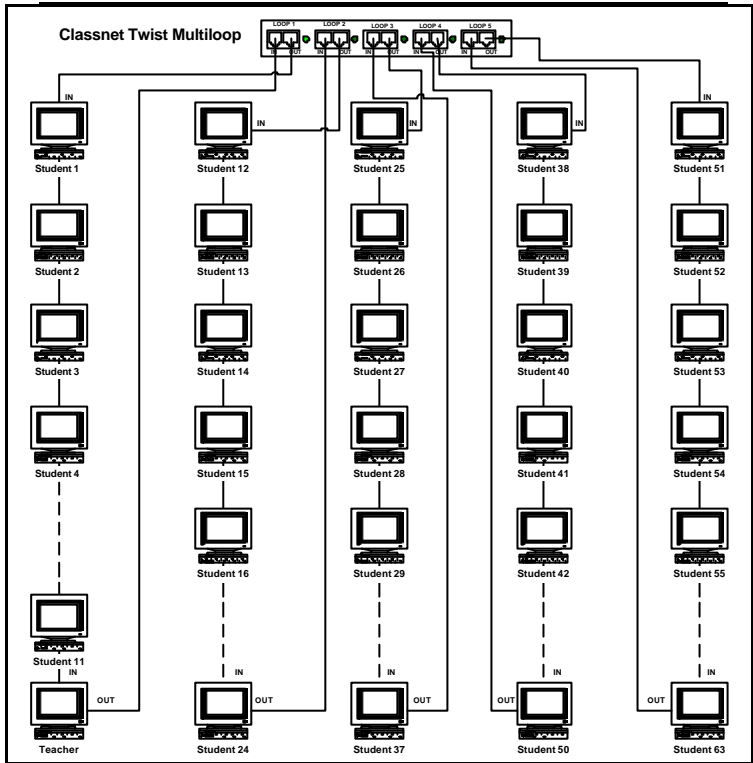 Classnet Twist Multiloop
LOOP 1 LOOP 2 LOOP 3 LOOP 4 LOOP 5
IN OUT IN OUT IN OUT IN OUT IN OUT
IN IN IN IN IN
Student 1 Student 12 Student 25 Student 38 Student 51
Student 2 Student 13 Student 26 Student 39 Student 52
Student 3 Student 14 Student 27 Student 40 Student 53
Student 4 Student 15 Student 28 Student 41 Student 54
Student 16 Student 29 Student 42 Student 55
Student 11
IN IN IN IN IN
OUT OUT OUT OUT OUT
Teacher Student 24 Student 37 Student 50 Student 63